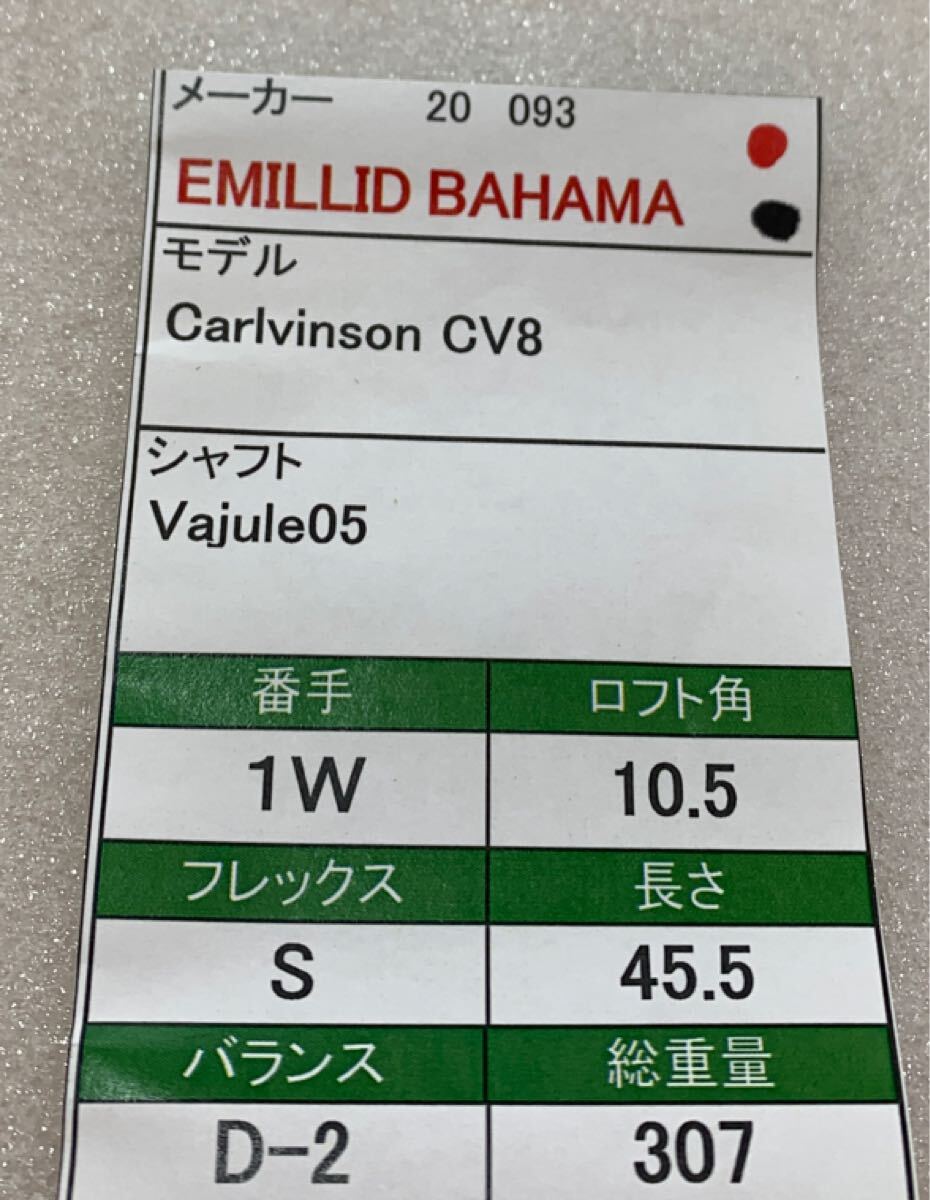 メーカー 20 093
EMILLID BAHAMA
モデル
Carlvinson CV8
シャフト
Vajule05
番手 ロフト角
1W 10.5
フレックス 長さ
S 45.5
バランス 総重量
D-2 307